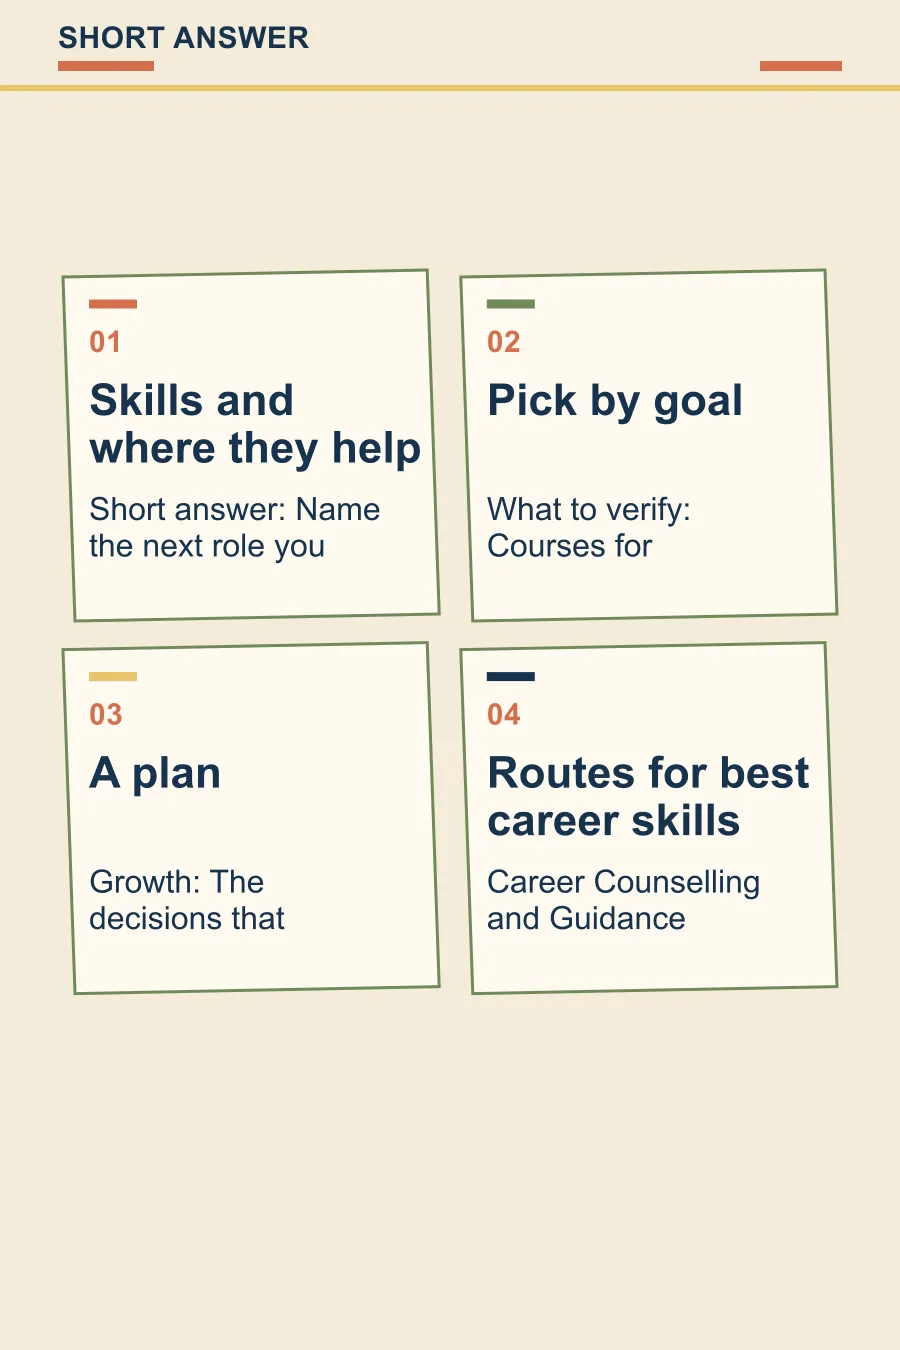 SHORT ANSWER
01
Skills and
where they help
Short answer: Name
the next role you
02
Pick by goal
What to verify:
Courses for
03
A plan
Growth: The
decisions that
04
Routes for best
career skills
Career Counselling
and Guidance